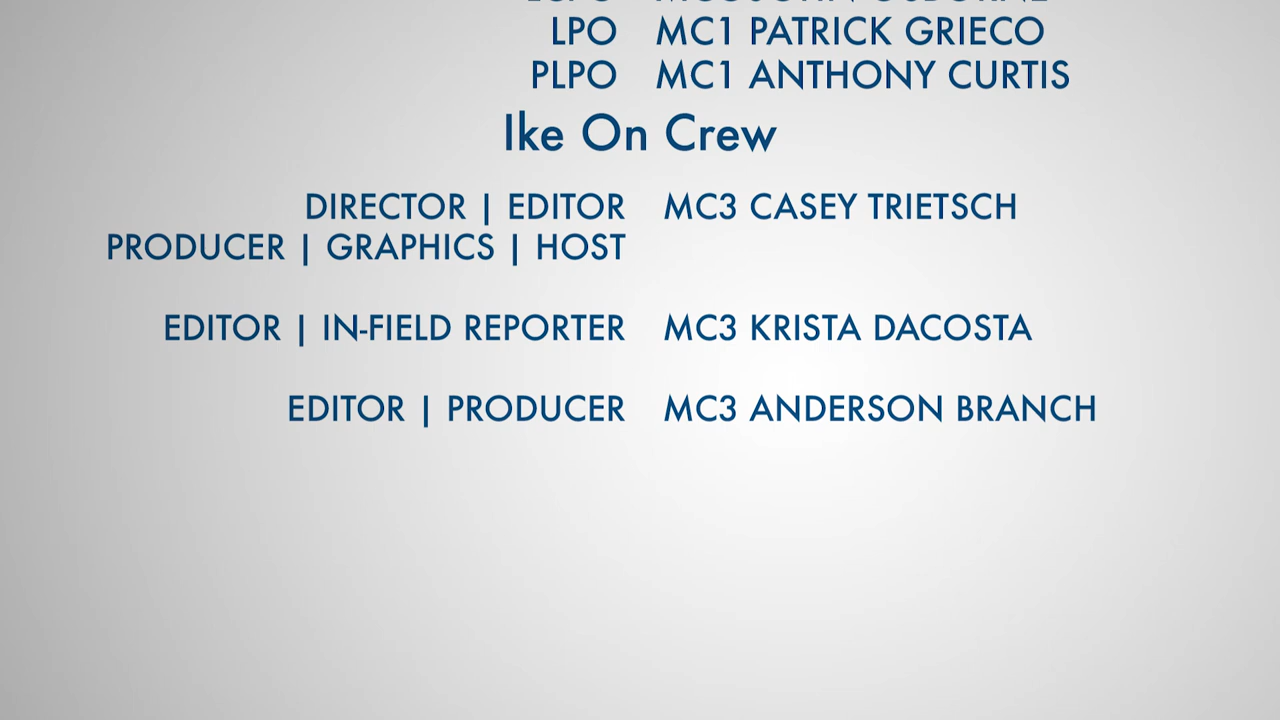 LPO MC1 PATRICK GRIECO
PLPO MC1 ANTHONY CURTIS
Ike On Crew
DIRECTOR | EDITOR MC3 CASEY TRIETSCH
PRODUCER | GRAPHICS | HOST
EDITOR | IN-FIELD REPORTER MC3 KRISTA DACOSTA
EDITOR | PRODUCER MC3 ANDERSON BRANCH